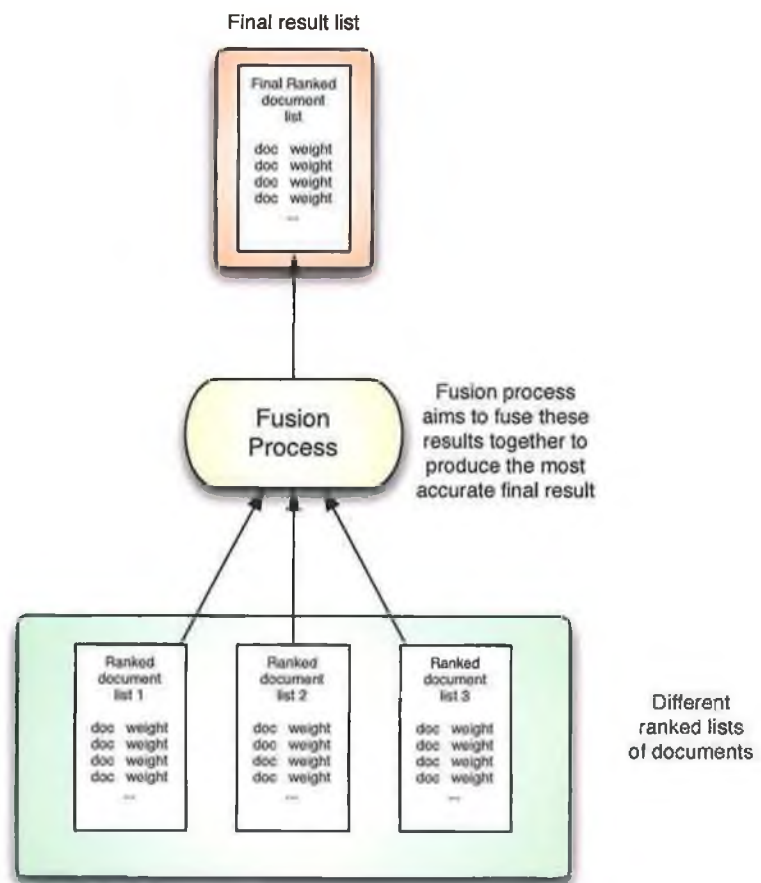 Final result list
Final Ranked
document
list
doc weight
doc weight
doc weight
doc weight
...
Fusion
Process
Fusion process
aims to fuse these
results together to
produce the most
accurate final result
Ranked
document
list 1
doc weight
doc weight
doc weight
doc weight
...
Ranked
document
list 2
doc weight
doc weight
doc weight
doc weight
...
Ranked
document
list 3
doc weight
doc weight
doc weight
doc weight
...
Different
ranked lists
of documents